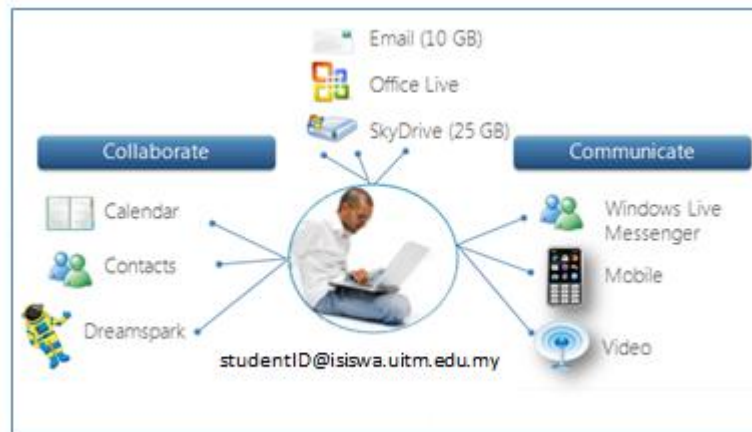 Email (10 GB)
Office Live
SkyDrive (25 GB)
Collaborate
Calendar
Contacts
Dreamspark
Communicate
Windows Live
Messenger
Mobile
Video
studentID@isiswa.uitm.edu.my